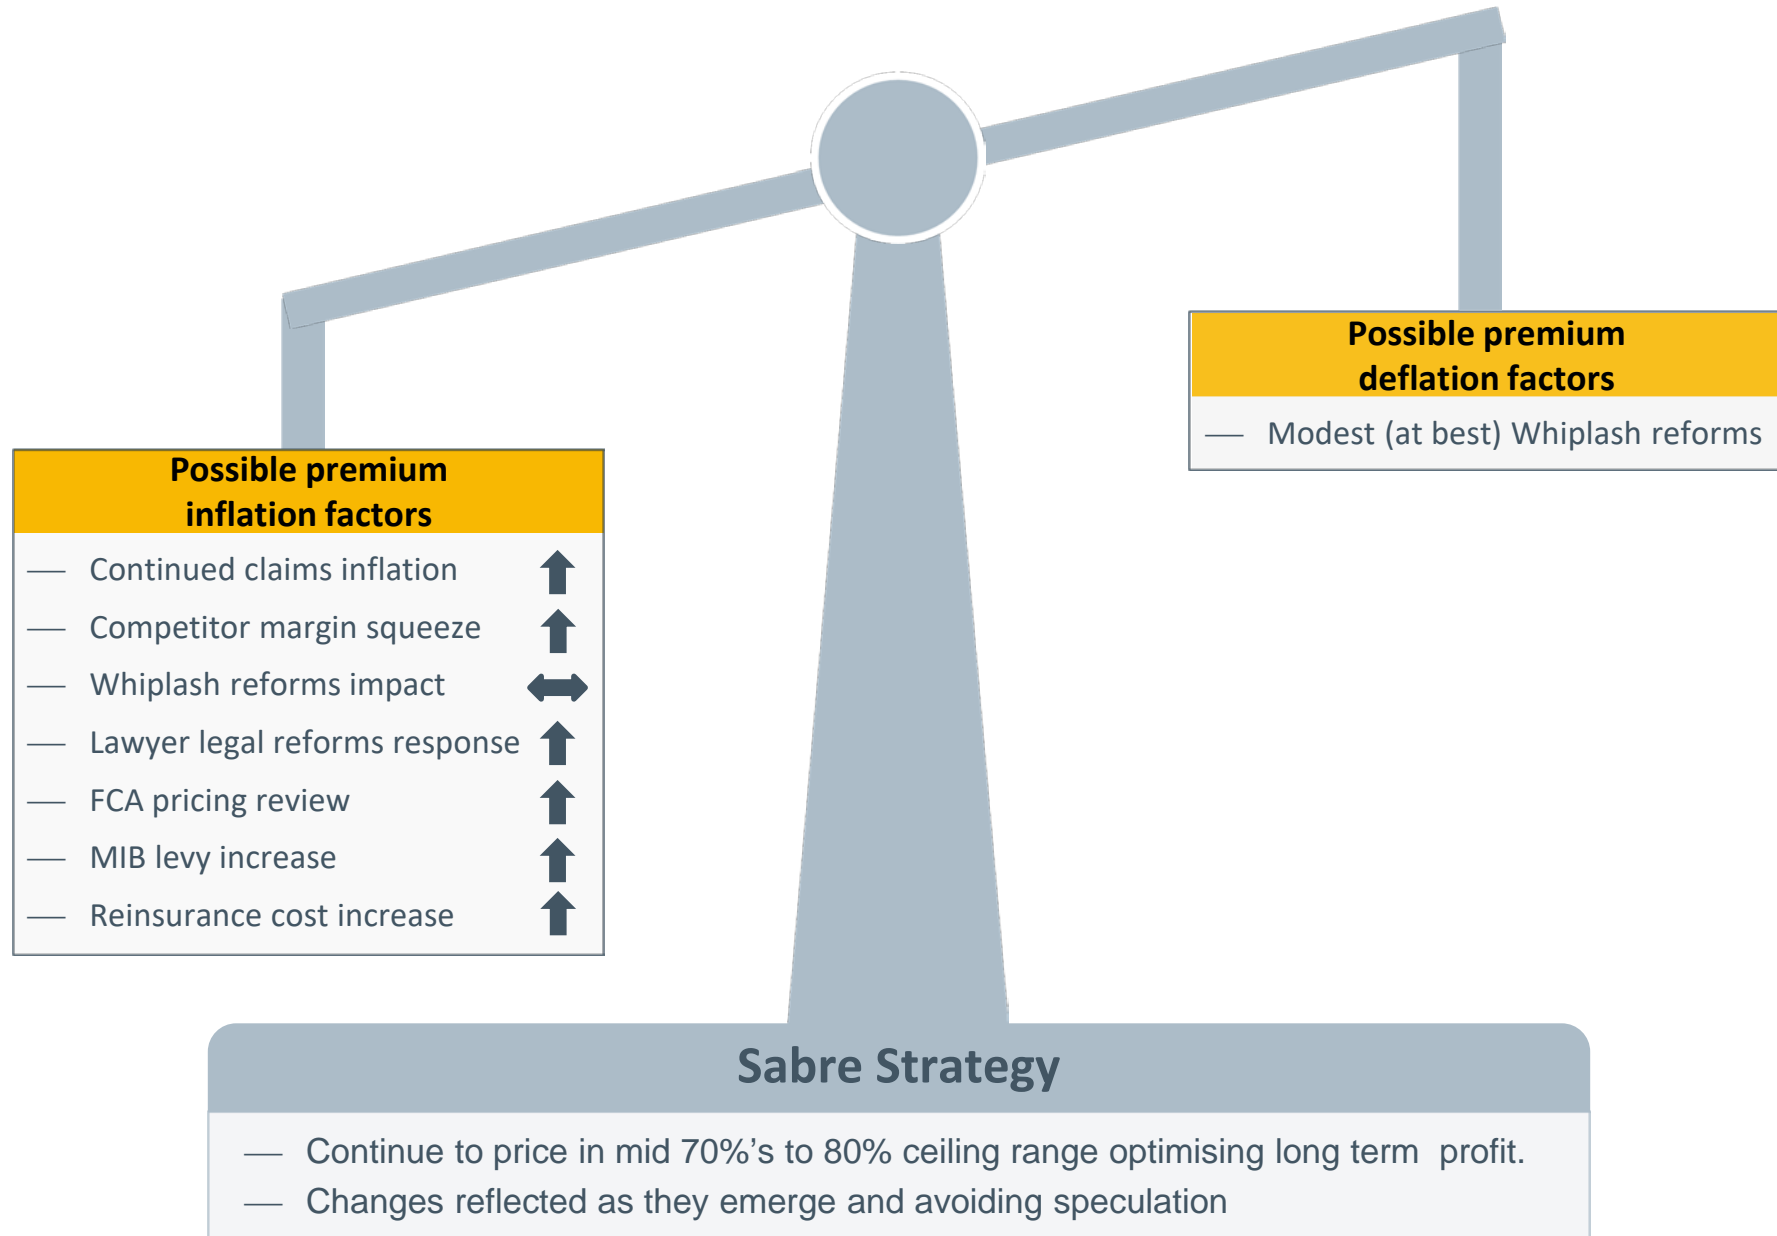 Possible premium
deflation factors
— Modest (at best) Whiplash reforms
Possible premium
inflation factors
— Continued claims inflation
— Competitor margin squeeze
— Whiplash reforms impact
— Lawyer legal reforms response
— FCA pricing review
— MIB levy increase
— Reinsurance cost increase
Sabre Strategy
— Continue to price in mid 70%'s to 80% ceiling range optimising long term profit.
— Changes reflected as they emerge and avoiding speculation